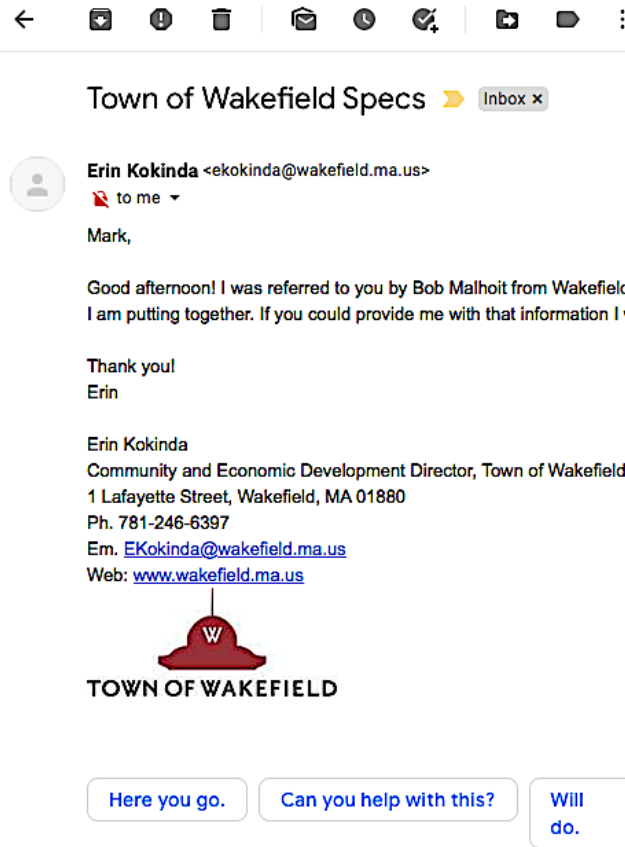 Town of Wakefield Specs Inbox ×
Erin Kokinda <ekokinda@wakefield.ma.us>
to me
Mark,
Good afternoon! I was referred to you by Bob Malhoit from Wakefield
I am putting together. If you could provide me with that information I
Thank you!
Erin
Erin Kokinda
Community and Economic Development Director, Town of Wakefield
1 Lafayette Street, Wakefield, MA 01880
Ph. 781-246-6397
Em. EKokinda@wakefield.ma.us
Web: www.wakefield.ma.us
W
TOWN OF WAKEFIELD
Here you go. Can you help with this? Will
do.